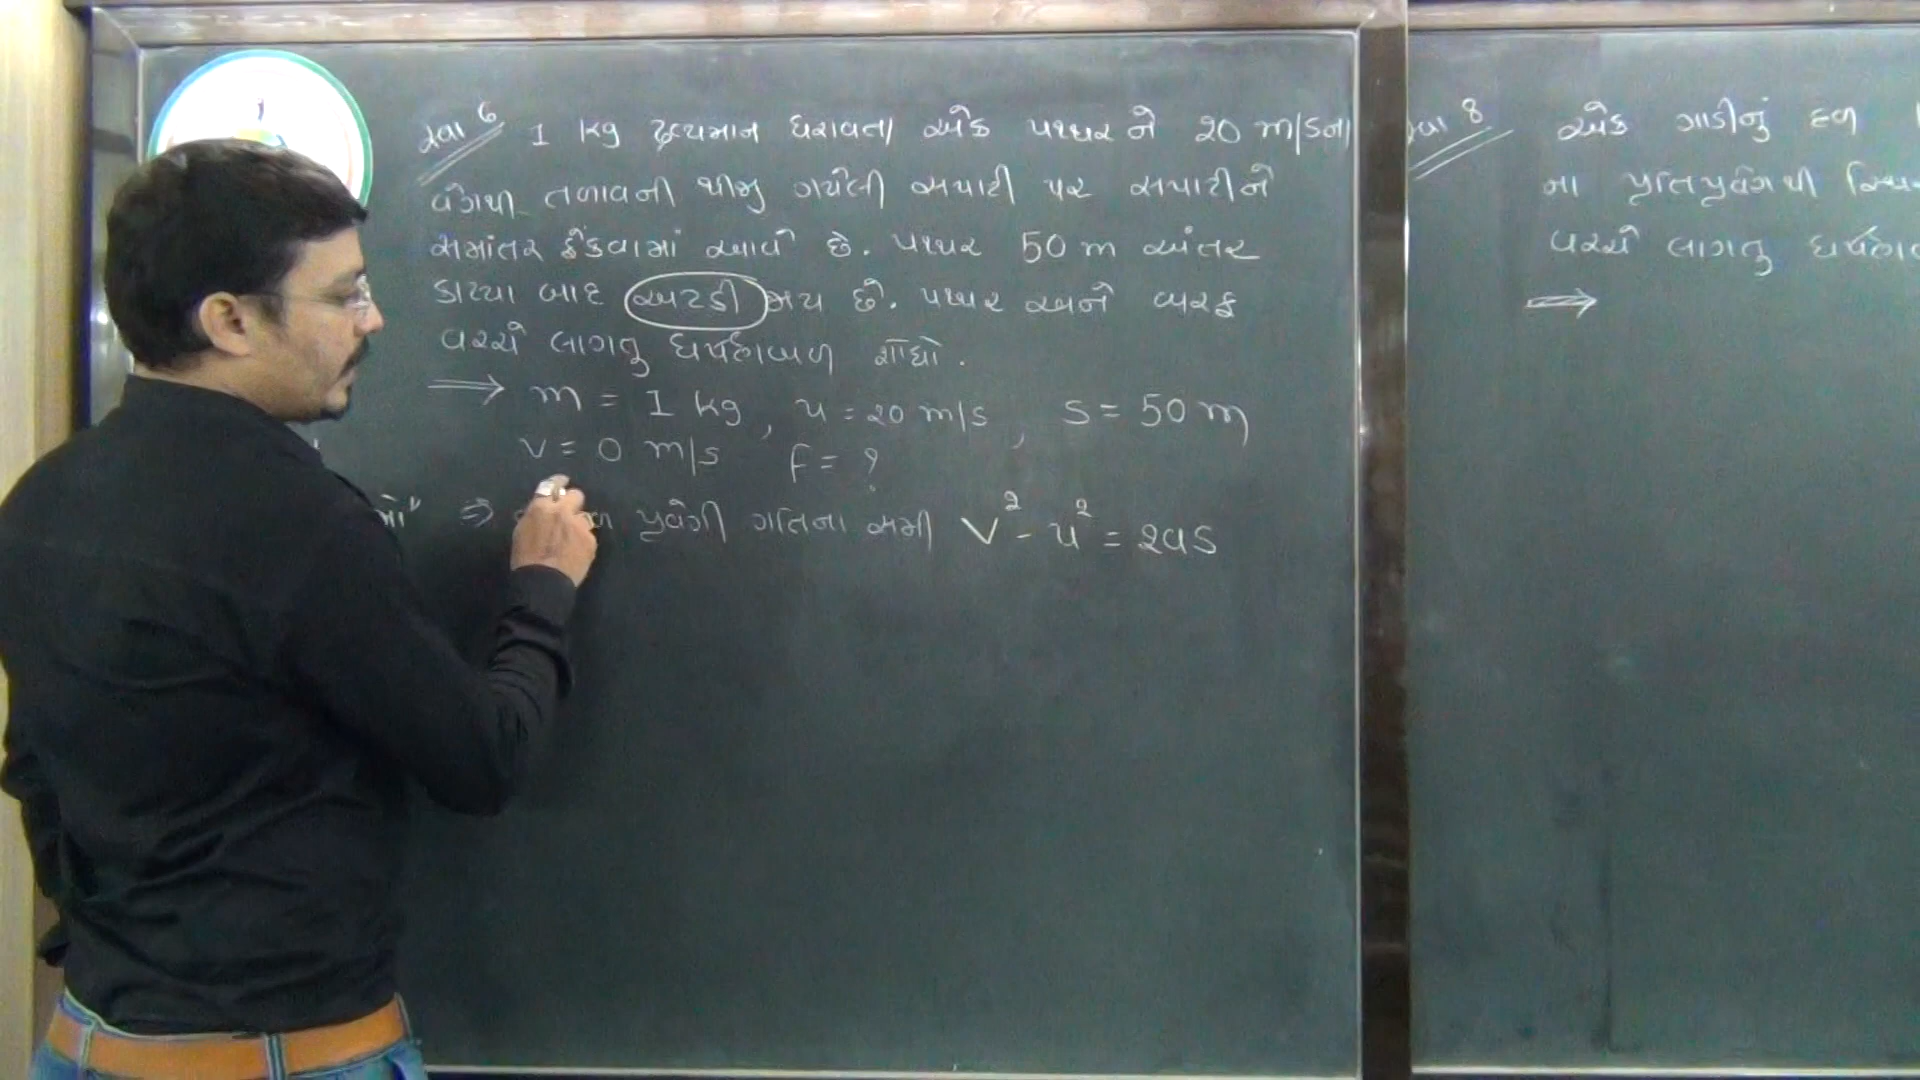 સ્વા 6 1 kg દ્રવ્યમાન ધરાવતા એક પથ્થર ને 20 m/s ના
વેગથી તળાવની થીજી ગયેલી સપાટી પર સપાટીને
સમાંતર ફેંકવામાં આવે છે. પથ્થર 50 m અંતર
કાપ્યા બાદ અટકી જાય છે. પથ્થર અને બરફ
વચ્ચે લાગતુ ઘર્ષણબળ શોધો.
⇒ m = 1 kg, u = 20 m/s, s = 50 m
v = 0 m/s F = ?
⇒ પ્રવેગી ગતિના સમી v² - u² = 2as
8 એક ગાડીનું દળ
ના પ્રતિપ્રવેગથી
વચ્ચે લાગતુ
⇒